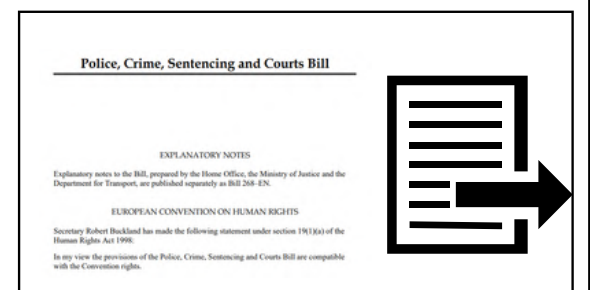 Police, Crime, Sentencing and Courts Bill
EXPLANATORY NOTES
Explanatory notes to the Bill, prepared by the Home Office, the Ministry of Justice and the
Department for Transport, are published separately as Bill 268–EN.
EUROPEAN CONVENTION ON HUMAN RIGHTS
Secretary Robert Buckland has made the following statement under section 19(1)(a) of the
Human Rights Act 1998:
In my view the provisions of the Police, Crime, Sentencing and Courts Bill are compatible
with the Convention rights.